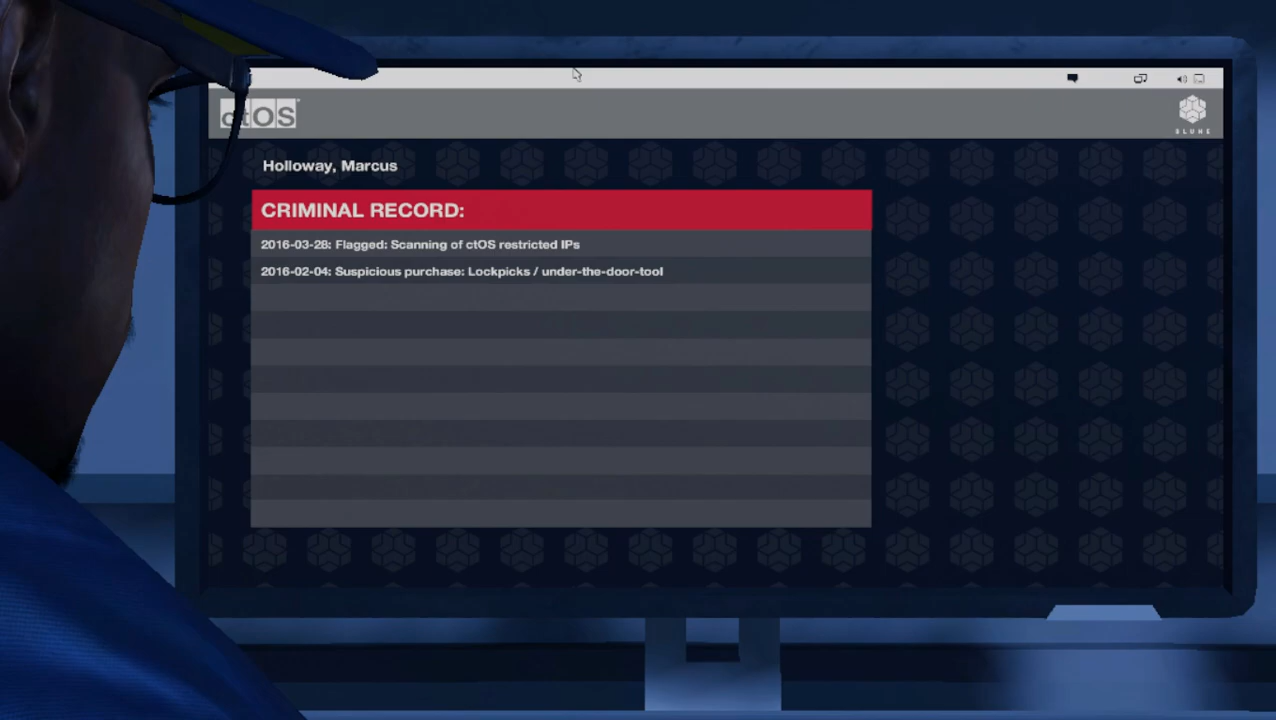 ctOS
BLUME
Holloway, Marcus
CRIMINAL RECORD:
2016-03-28: Flagged: Scanning of ctOS restricted IPs
2016-02-04: Suspicious purchase: Lockpicks / under-the-door-tool